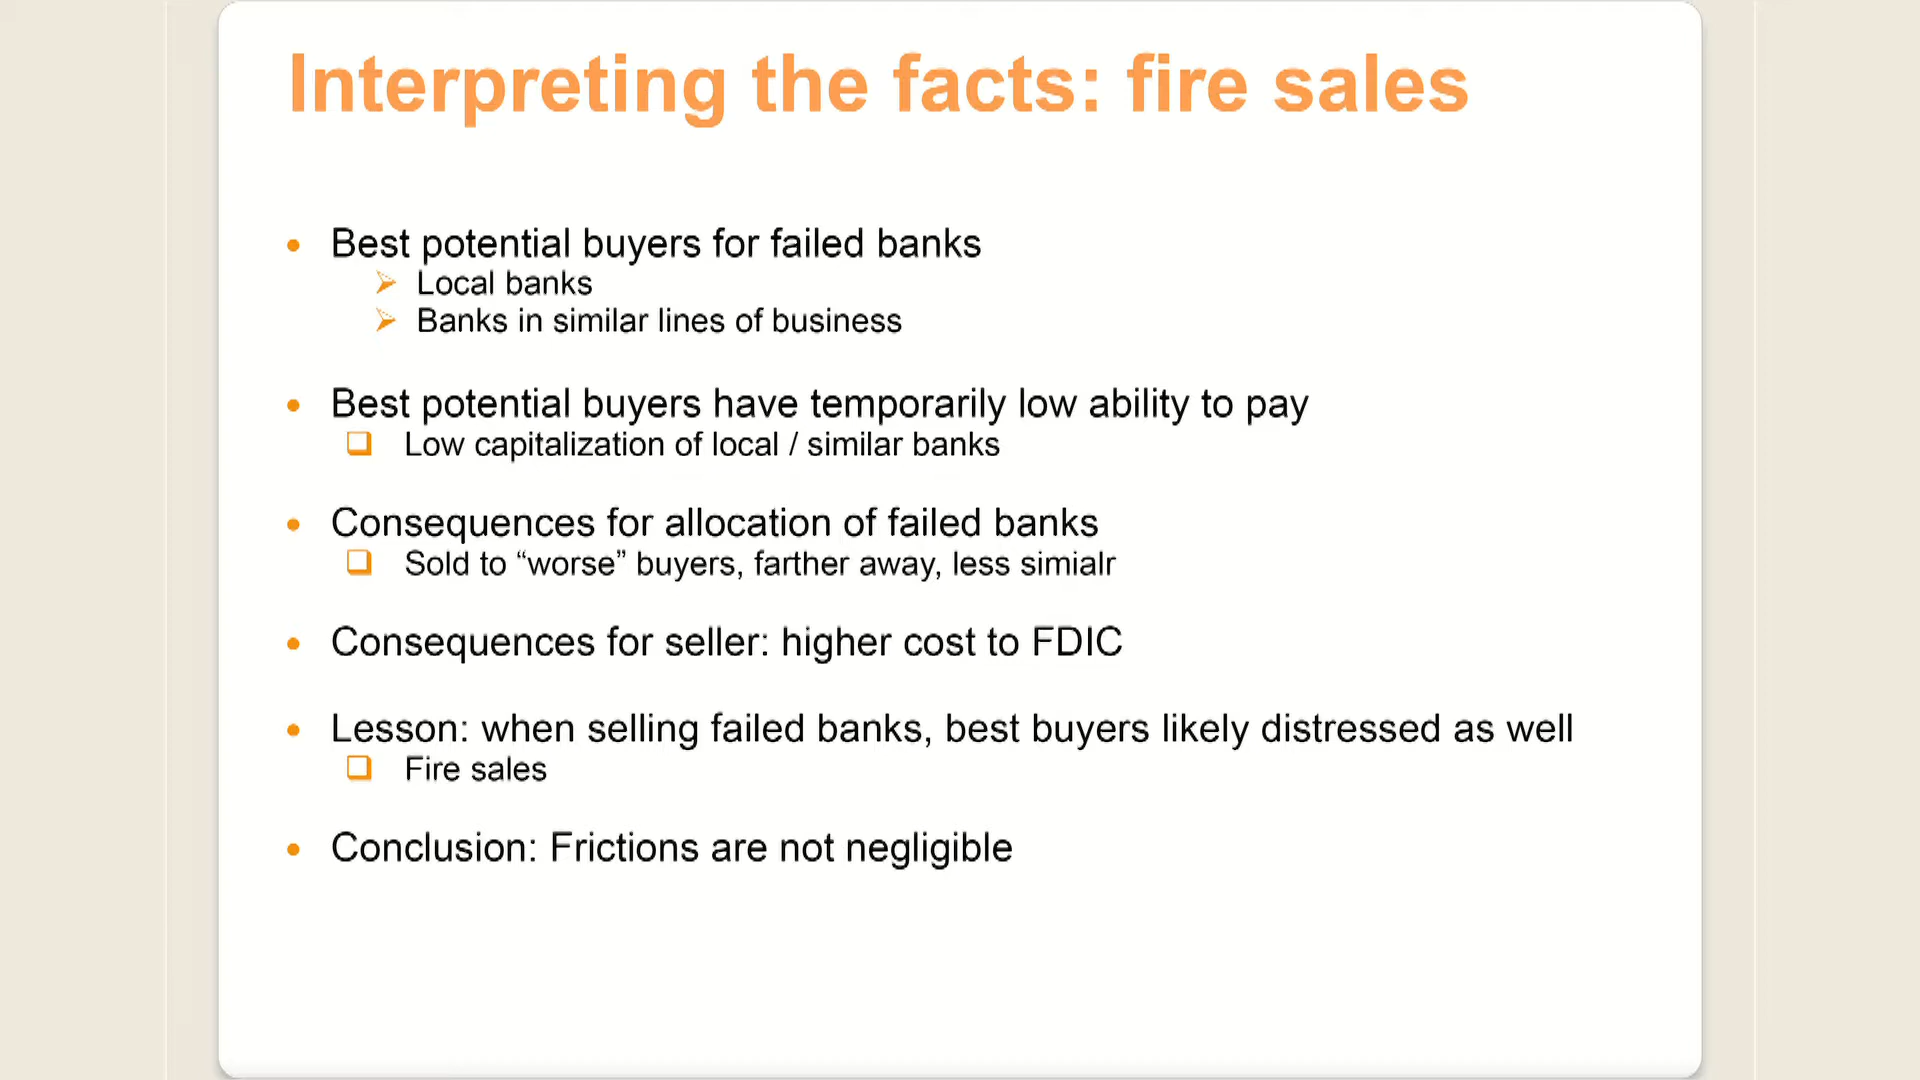 Interpreting the facts: fire sales
Best potential buyers for failed banks
Local banks
Banks in similar lines of business
Best potential buyers have temporarily low ability to pay
Low capitalization of local / similar banks
Consequences for allocation of failed banks
Sold to “worse” buyers, farther away, less simialr
Consequences for seller: higher cost to FDIC
Lesson: when selling failed banks, best buyers likely distressed as well
Fire sales
Conclusion: Frictions are not negligible